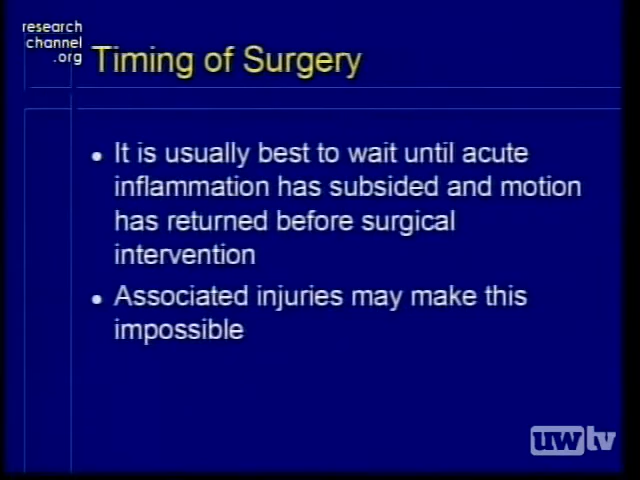 research
channel
.org
Timing of Surgery
• It is usually best to wait until acute
inflammation has subsided and motion
has returned before surgical
intervention
• Associated injuries may make this
impossible
uwtv